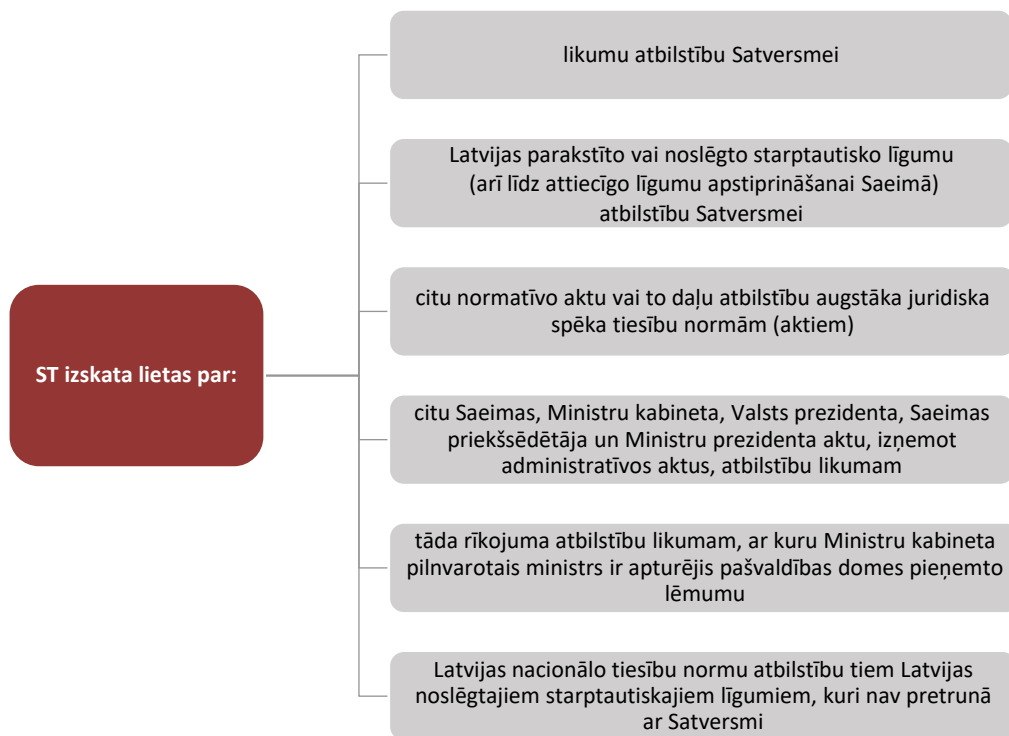 likumu atbilstību Satversmei
Latvijas parakstīto vai noslēgto starptautisko līgumu
(arī līdz attiecīgo līgumu apstiprināšanai Saeimā)
atbilstību Satversmei
citu normatīvo aktu vai to daļu atbilstību augstāka juridiska
spēka tiesību normām (aktiem)
ST izskata lietas par:
citu Saeimas, Ministru kabineta, Valsts prezidenta, Saeimas
priekšsēdētāja un Ministru prezidenta aktu, izņemot
administratīvos aktus, atbilstību likumam
tāda rīkojuma atbilstību likumam, ar kuru Ministru kabineta
pilnvarotais ministrs ir apturējis pašvaldības domes pieņemto
lēmumu
Latvijas nacionālo tiesību normu atbilstību tiem Latvijas
noslēgtajiem starptautiskajiem līgumiem, kuri nav pretrunā
ar Satversmi